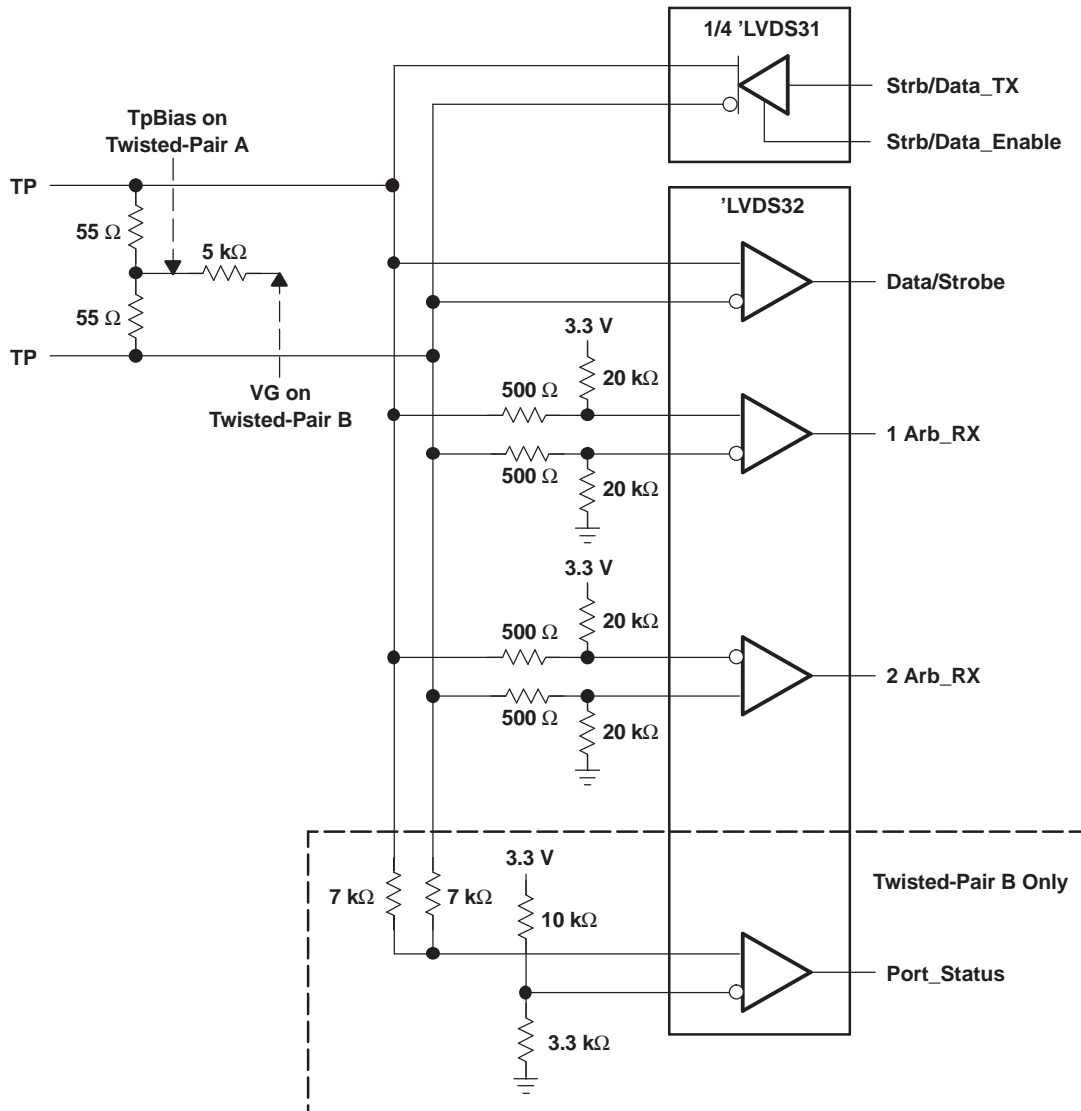 1/4 ’LVDS31
Strb/Data_TX
Strb/Data_Enable
TpBias on
Twisted-Pair A
TP
55 Ω
5 kΩ
55 Ω
TP
VG on
Twisted-Pair B
’LVDS32
Data/Strobe
3.3 V
20 kΩ
500 Ω
1 Arb_RX
500 Ω
20 kΩ
3.3 V
20 kΩ
500 Ω
2 Arb_RX
500 Ω
20 kΩ
Twisted-Pair B Only
3.3 V
7 kΩ
7 kΩ
10 kΩ
Port_Status
3.3 kΩ